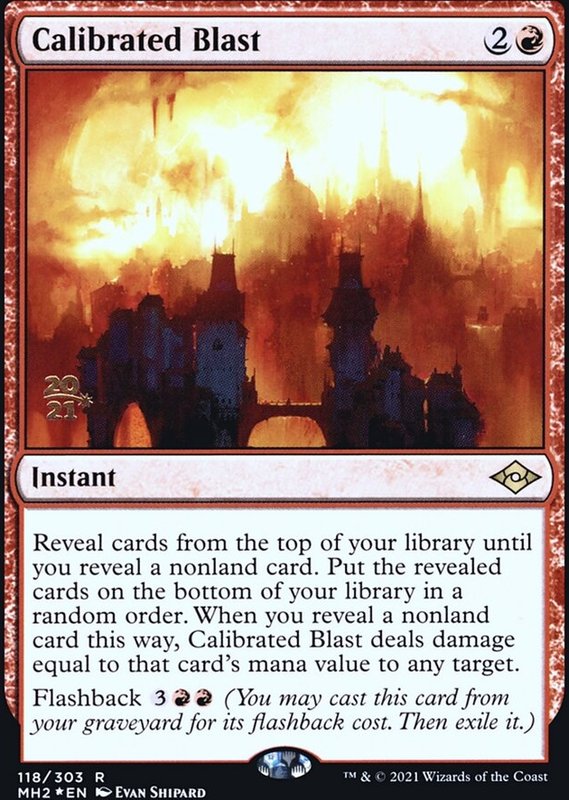 Calibrated Blast 2
20
21
Instant
Reveal cards from the top of your library until
you reveal a nonland card. Put the revealed
cards on the bottom of your library in a
random order. When you reveal a nonland
card this way, Calibrated Blast deals damage
equal to that card's mana value to any target.
Flashback 3 (You may cast this card from
your graveyard for its flashback cost. Then exile it.)
118/303 R
MH2 ★ EN Evan Shipard
™ & © 2021 Wizards of the Coast